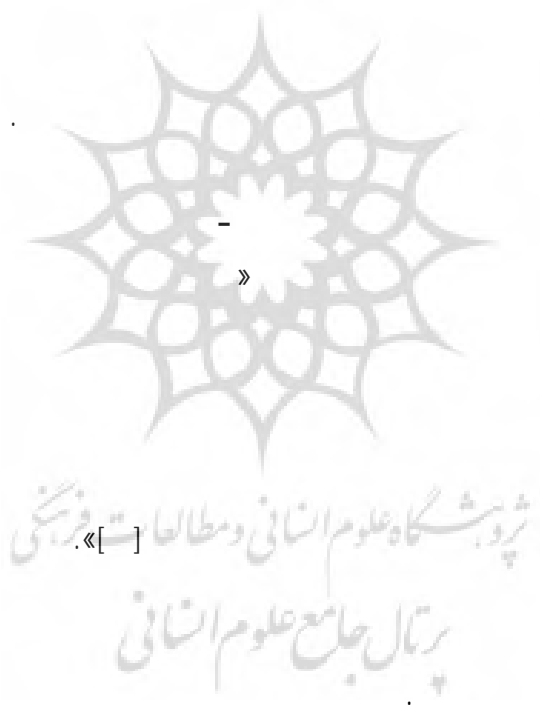 .
-
»
پژوهشگاه علوم انسانی و مطالعات فرهنگی
.»[ ]
پرتال جامع علوم انسانی
.